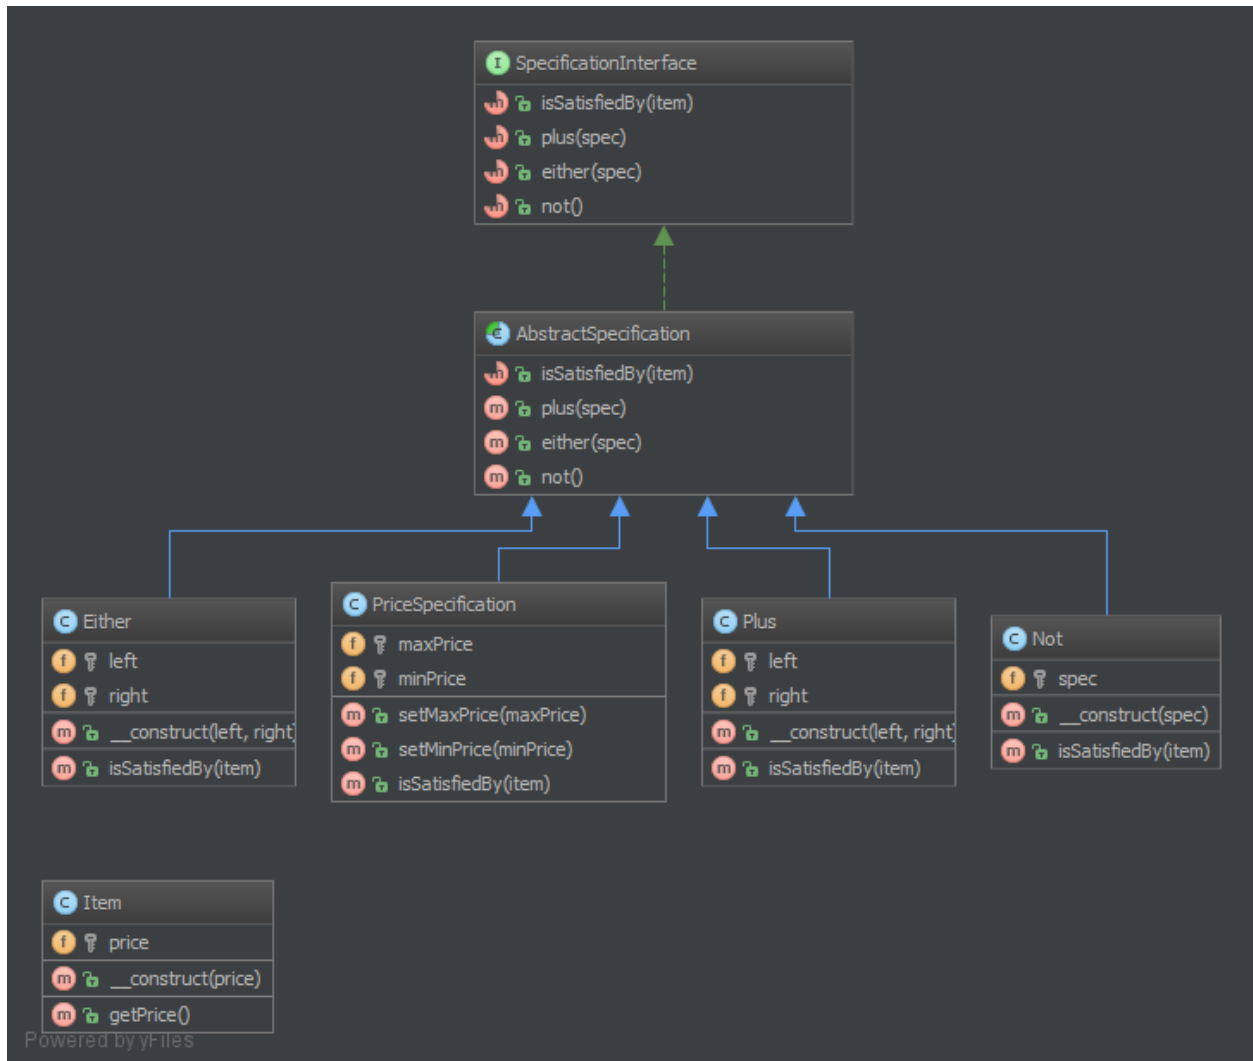 SpecificationInterface
isSatisfiedBy(item)
plus(spec)
either(spec)
not()
AbstractSpecification
isSatisfiedBy(item)
plus(spec)
either(spec)
not()
Either
left
right
__construct(left, right)
isSatisfiedBy(item)
PriceSpecification
maxPrice
minPrice
setMaxPrice(maxPrice)
setMinPrice(minPrice)
isSatisfiedBy(item)
Plus
left
right
__construct(left, right)
isSatisfiedBy(item)
Not
spec
__construct(spec)
isSatisfiedBy(item)
Item
price
__construct(price)
getPrice()
Powered by yFiles